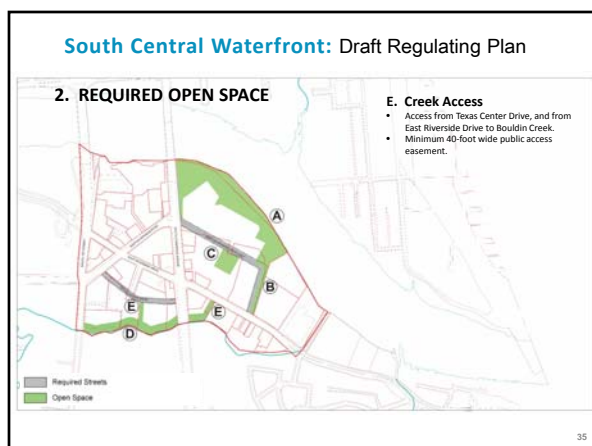 South Central Waterfront: Draft Regulating Plan
2. REQUIRED OPEN SPACE
E. Creek Access
• Access from Texas Center Drive, and from
East Riverside Drive to Bouldin Creek.
• Minimum 40-foot wide public access
easement.
A
C
B
E
E
D
Required Streets
Open Space
35